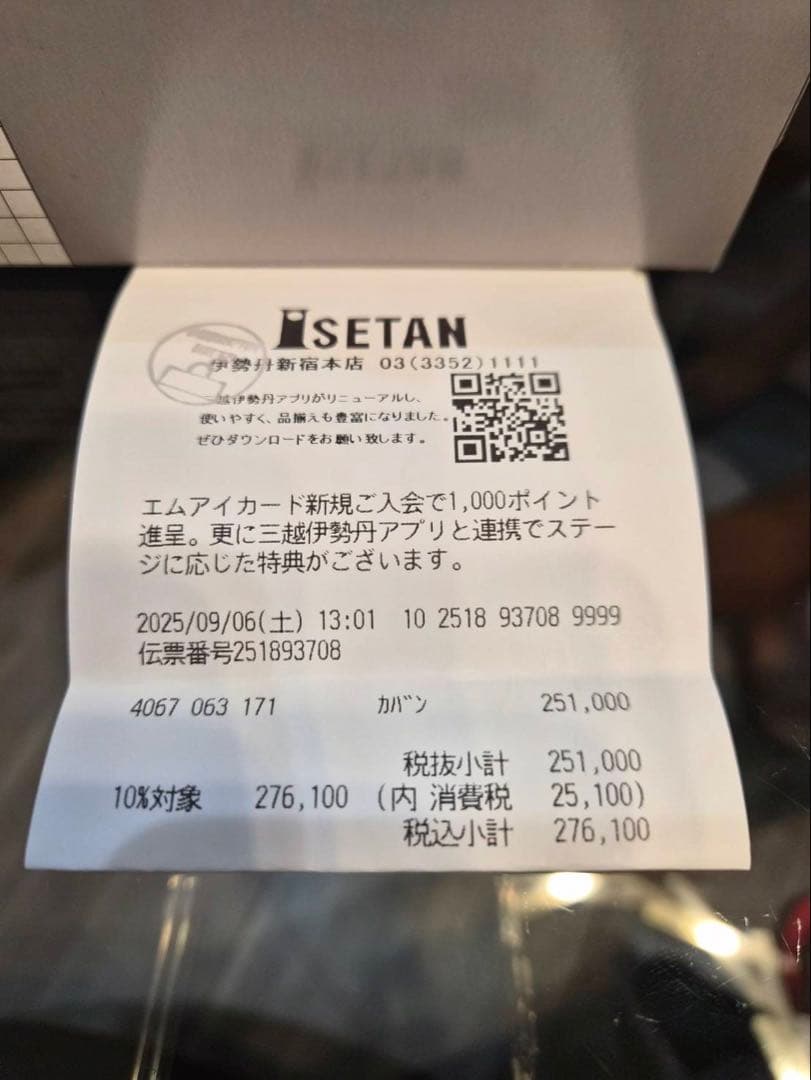 ISETAN
伊勢丹新宿本店 03(3352)1111
三越伊勢丹アプリがリニューアルし、
使いやすく、品揃えも豊富になりました。
ぜひダウンロードをお願い致します。
エムアイカード新規ご入会で1,000ポイント
進呈。更に三越伊勢丹アプリと連携でステー
ジに応じた特典がございます。
2025/09/06(土) 13:01 10 2518 93708 9999
伝票番号251893708
4067 063 171 カバン 251,000
税抜小計 251,000
10%対象 276,100 (内 消費税 25,100)
税込小計 276,100